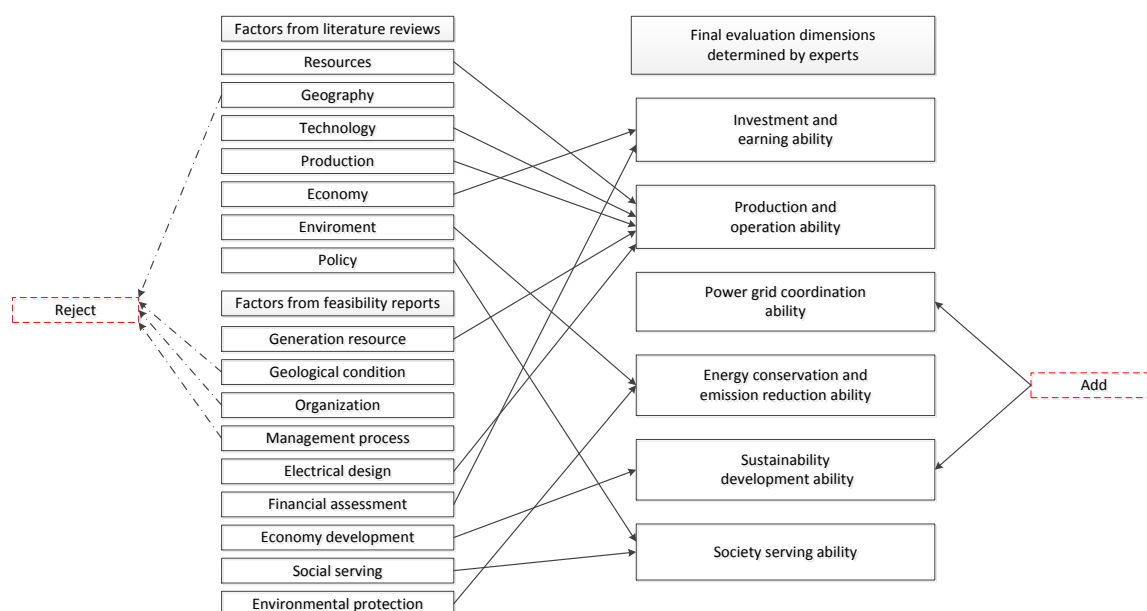 Factors from literature reviews
Resources
Geography
Technology
Production
Economy
Enviroment
Policy
Factors from feasibility reports
Generation resource
Geological condition
Organization
Management process
Electrical design
Financial assessment
Economy development
Social serving
Environmental protection
Reject
Final evaluation dimensions
determined by experts
Investment and
earning ability
Production and
operation ability
Power grid coordination
ability
Energy conservation and
emission reduction ability
Sustainability
development ability
Society serving ability
Add